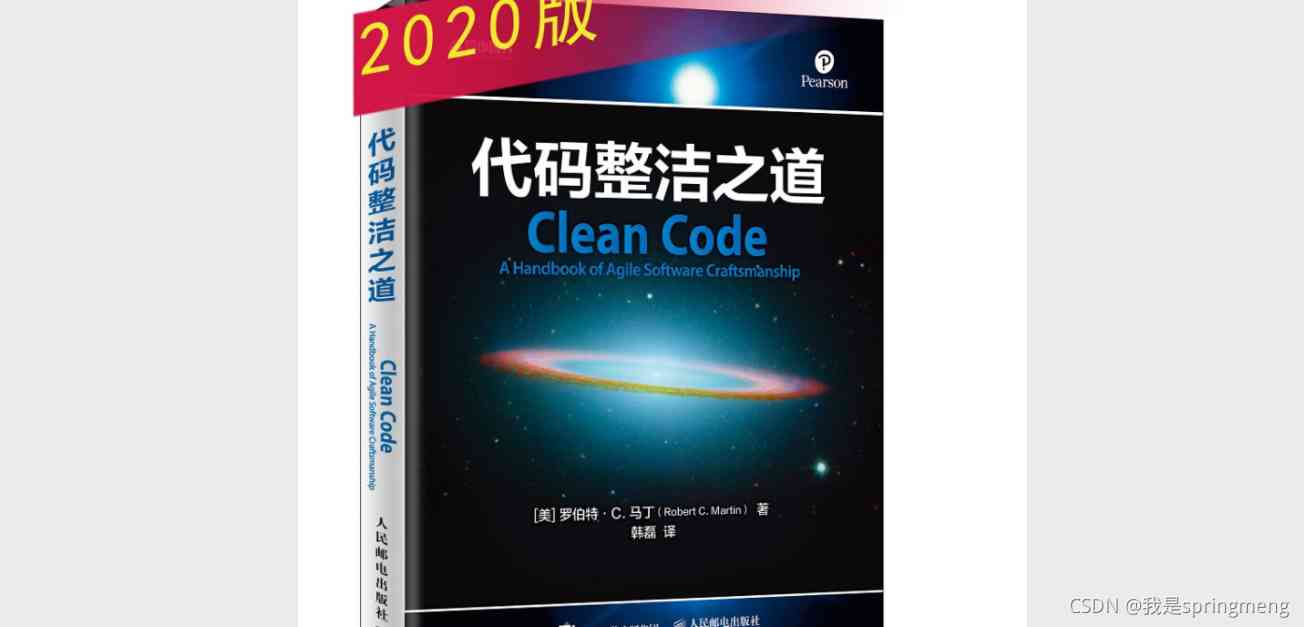 2020版
Pearson
代码整洁之道
Clean Code
A Handbook of Agile Software Craftsmanship
[美] 罗伯特·C. 马丁 (Robert C. Martin) 著
韩磊 译
人民邮电出版社
代码整洁之道
Clean Code
A Handbook of Agile Software Craftsmanship
人民邮电出版社
CSDN @我是springmeng